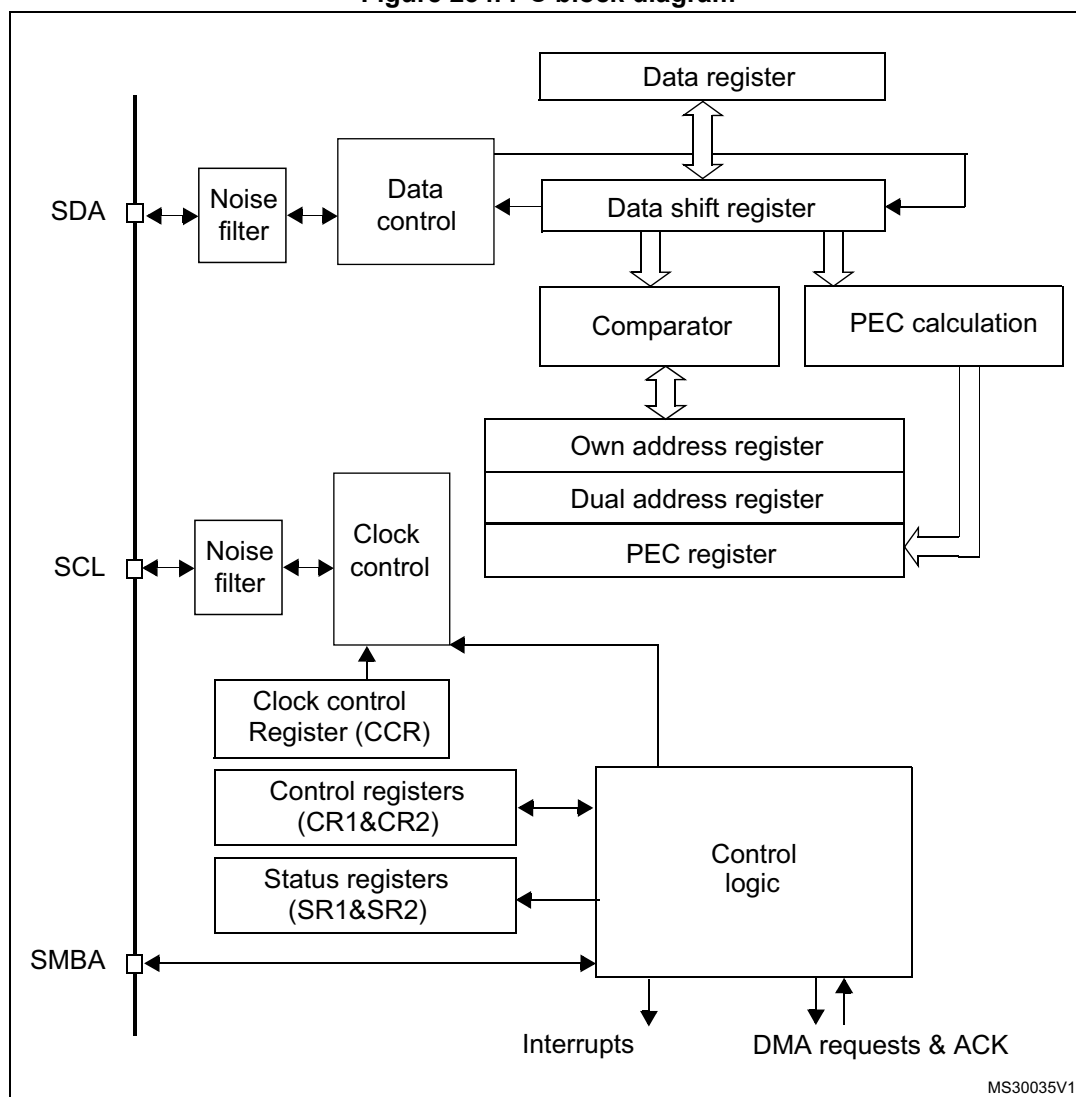 Data register
SDA
Noise
filter
Data
control
Data shift register
Comparator
PEC calculation
Own address register
Dual address register
PEC register
SCL
Noise
filter
Clock
control
Clock control
Register (CCR)
Control registers
(CR1&CR2)
Status registers
(SR1&SR2)
Control
logic
SMBA
Interrupts
DMA requests & ACK
MS30035V1